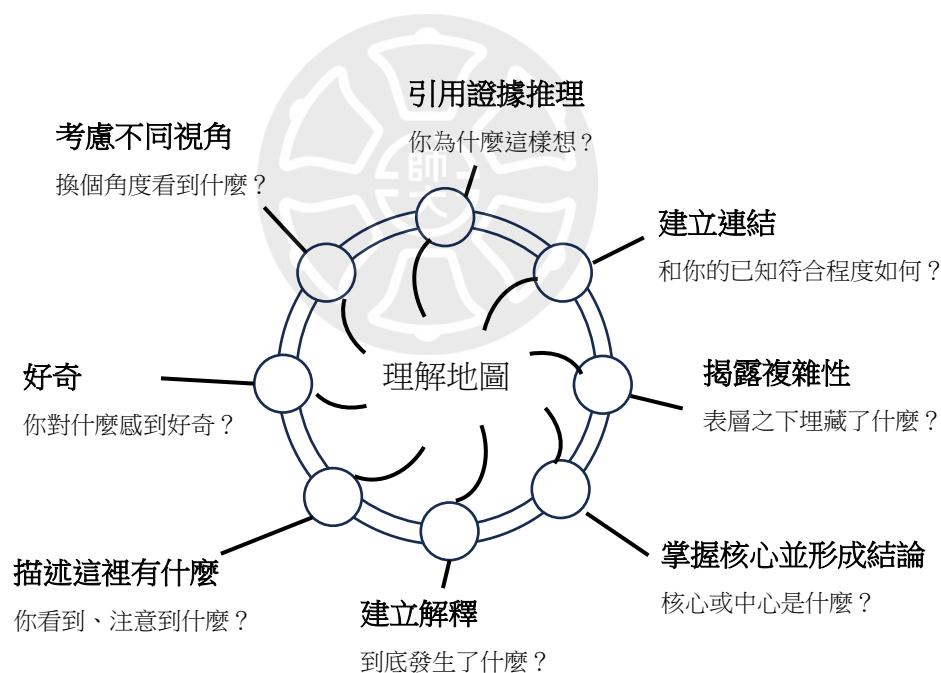 引用證據推理
你為什麼這樣想？
考慮不同視角
換個角度看到什麼？
師大
建立連結
和你的已知符合程度如何？
理解地圖
好奇
你對什麼感到好奇？
揭露複雜性
表層之下埋藏了什麼？
描述這裡有什麼
你看到、注意到什麼？
建立解釋
到底發生了什麼？
掌握核心並形成結論
核心或中心是什麼？